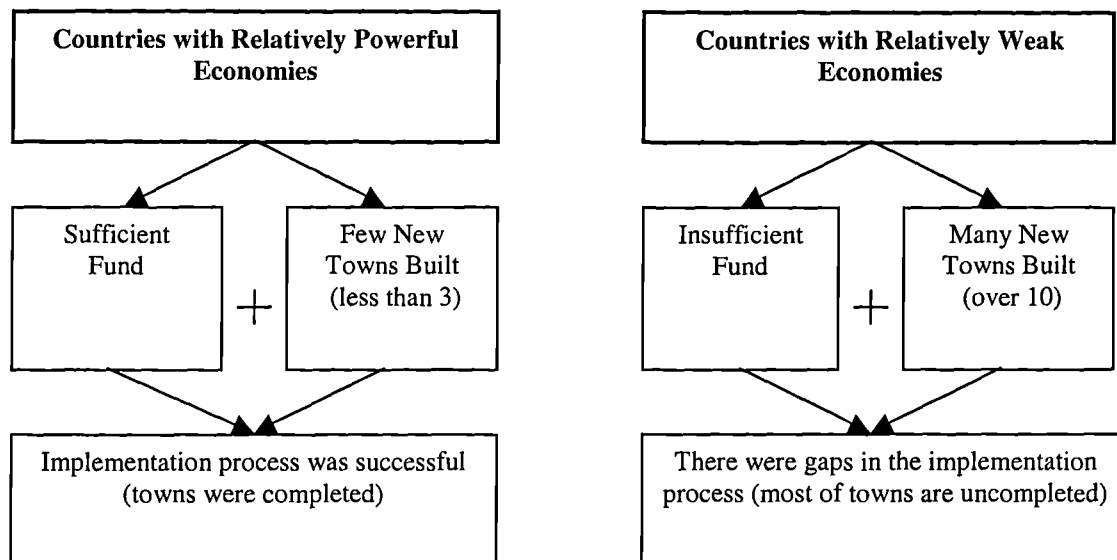 Countries with Relatively Powerful
Economies
Countries with Relatively Weak
Economies
Sufficient
Fund
+
Few New
Towns Built
(less than 3)
Insufficient
Fund
+
Many New
Towns Built
(over 10)
Implementation process was successful
(towns were completed)
There were gaps in the implementation
process (most of towns are uncompleted)